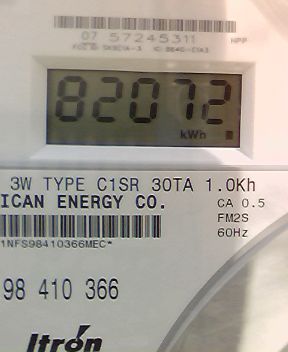 07 57245311
HPP
82072
kWh
3W TYPE C1SR 30TA 1.0Kh
ICAN ENERGY CO.
CA 0.5
FM2S
60Hz
1NFS98410366MEC*
98 410 366
Itron